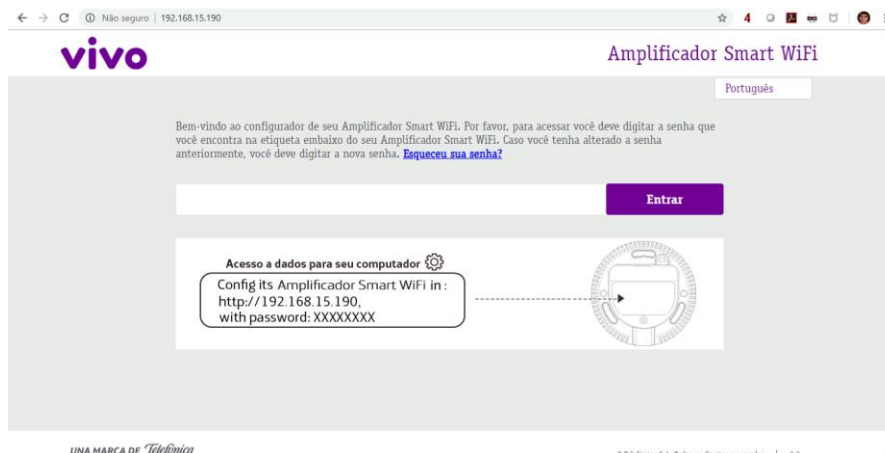 Não seguro | 192.168.15.190
4
vivo
Amplificador Smart WiFi
Português
Bem-vindo ao configurador de seu Amplificador Smart WiFi. Por favor, para acessar você deve digitar a senha que
você encontra na etiqueta embaixo do seu Amplificador Smart WiFi. Caso você tenha alterado a senha
anteriormente, você deve digitar a nova senha. Esqueceu sua senha?
Entrar
Acesso a dados para seu computador
Config its Amplificador Smart WiFi in :
http://192.168.15.190,
with password: XXXXXXXX
UNA MARCA DE Telefónica